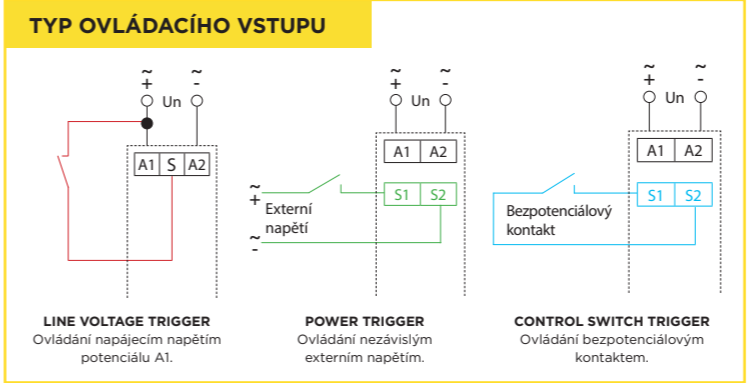 TYP OVLÁDACÍHO VSTUPU
~ ~
+ Un -
A1 S A2
LINE VOLTAGE TRIGGER
Ovládání napájecím napětím
potenciálu A1.
~ ~
+ Un -
A1 A2
S1 S2
~
+
Externí
napětí
~
-
POWER TRIGGER
Ovládání nezávislým
externím napětím.
~ ~
+ Un -
A1 A2
S1 S2
Bezpotenciálový
kontakt
CONTROL SWITCH TRIGGER
Ovládání bezpotenciálovým
kontaktem.